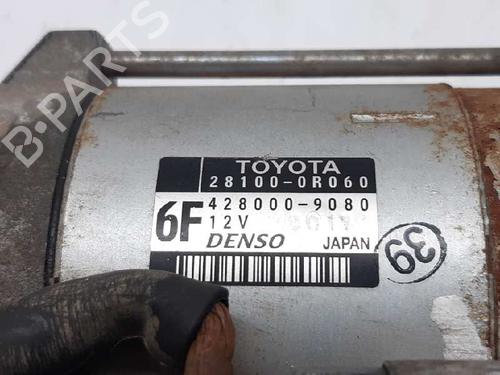 TOYOTA
28100-0R060
6F
428000-9080
12V
DENSO JAPAN
39
B-PARTS